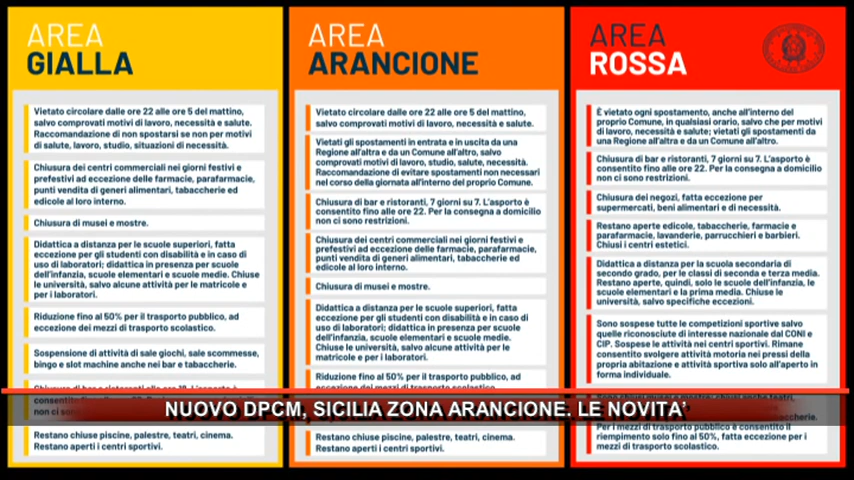 AREA
GIALLA
Vietato circolare dalle ore 22 alle ore 5 del mattino,
salvo comprovati motivi di lavoro, necessità e salute.
Raccomandazione di non spostarsi se non per motivi
di salute, lavoro, studio, situazioni di necessità.
Chiusura dei centri commerciali nei giorni festivi e
prefestivi ad eccezione delle farmacie, parafarmacie,
punti vendita di generi alimentari, tabaccherie ed
edicole al loro interno.
Chiusura di musei e mostre.
Didattica a distanza per le scuole superiori, fatta
eccezione per gli studenti con disabilità e in caso di
uso di laboratori; didattica in presenza per scuole
dell'infanzia, scuole elementari e scuole medie. Chiuse
le università, salvo alcune attività per le matricole e
per i laboratori.
Riduzione fino al 50% per il trasporto pubblico, ad
eccezione dei mezzi di trasporto scolastico.
Sospensione di attività di sale giochi, sale scommesse,
bingo e slot machine anche nei bar e tabaccherie.
Restano chiuse piscine, palestre, teatri, cinema.
Restano aperti i centri sportivi.
AREA
ARANCIONE
Vietato circolare dalle ore 22 alle ore 5 del mattino,
salvo comprovati motivi di lavoro, necessità e salute.
Vietati gli spostamenti in entrata e in uscita da una
Regione all'altra e da un Comune all'altro, salvo
comprovati motivi di lavoro, studio, salute, necessità.
Raccomandazione di evitare spostamenti non necessari
nel corso della giornata all'interno del proprio Comune.
Chiusura di bar e ristoranti, 7 giorni su 7. L'asporto è
consentito fino alle ore 22. Per la consegna a domicilio
non ci sono restrizioni.
Chiusura dei centri commerciali nei giorni festivi e
prefestivi ad eccezione delle farmacie, parafarmacie,
punti vendita di generi alimentari, tabaccherie ed
edicole al loro interno.
Chiusura di musei e mostre.
Didattica a distanza per le scuole superiori, fatta
eccezione per gli studenti con disabilità e in caso di
uso di laboratori; didattica in presenza per scuole
dell'infanzia, scuole elementari e scuole medie.
Chiuse le università, salvo alcune attività per le
matricole e per i laboratori.
Riduzione fino al 50% per il trasporto pubblico, ad
eccezione dei mezzi di trasporto scolastico.
Restano chiuse piscine, palestre, teatri, cinema.
Restano aperti i centri sportivi.
AREA
ROSSA
È vietato ogni spostamento, anche all'interno del
proprio Comune, in qualsiasi orario, salvo che per motivi
di lavoro, necessità e salute; vietati gli spostamenti da
una Regione all'altra e da un Comune all'altro.
Chiusura di bar e ristoranti, 7 giorni su 7. L'asporto è
consentito fino alle ore 22. Per la consegna a domicilio
non ci sono restrizioni.
Chiusura dei negozi, fatta eccezione per
supermercati, beni alimentari e di necessità.
Restano aperte edicole, tabaccherie, farmacie e
parafarmacie, lavanderie, parrucchieri e barbieri.
Chiusi i centri estetici.
Didattica a distanza per la scuola secondaria di
secondo grado, per le classi di seconda e terza media.
Restano aperte, quindi, solo le scuole dell'infanzia, le
scuole elementari e la prima media. Chiuse le
università, salvo specifiche eccezioni.
Sono sospese tutte le competizioni sportive salvo
quelle riconosciute di interesse nazionale dal CONI e
CIP. Sospese le attività nei centri sportivi. Rimane
consentito svolgere attività motoria nei pressi della
propria abitazione e attività sportiva solo all'aperto in
forma individuale.
Per i mezzi di trasporto pubblico è consentito il
riempimento solo fino al 50%, fatta eccezione per i
mezzi di trasporto scolastico.
NUOVO DPCM, SICILIA ZONA ARANCIONE. LE NOVITA'